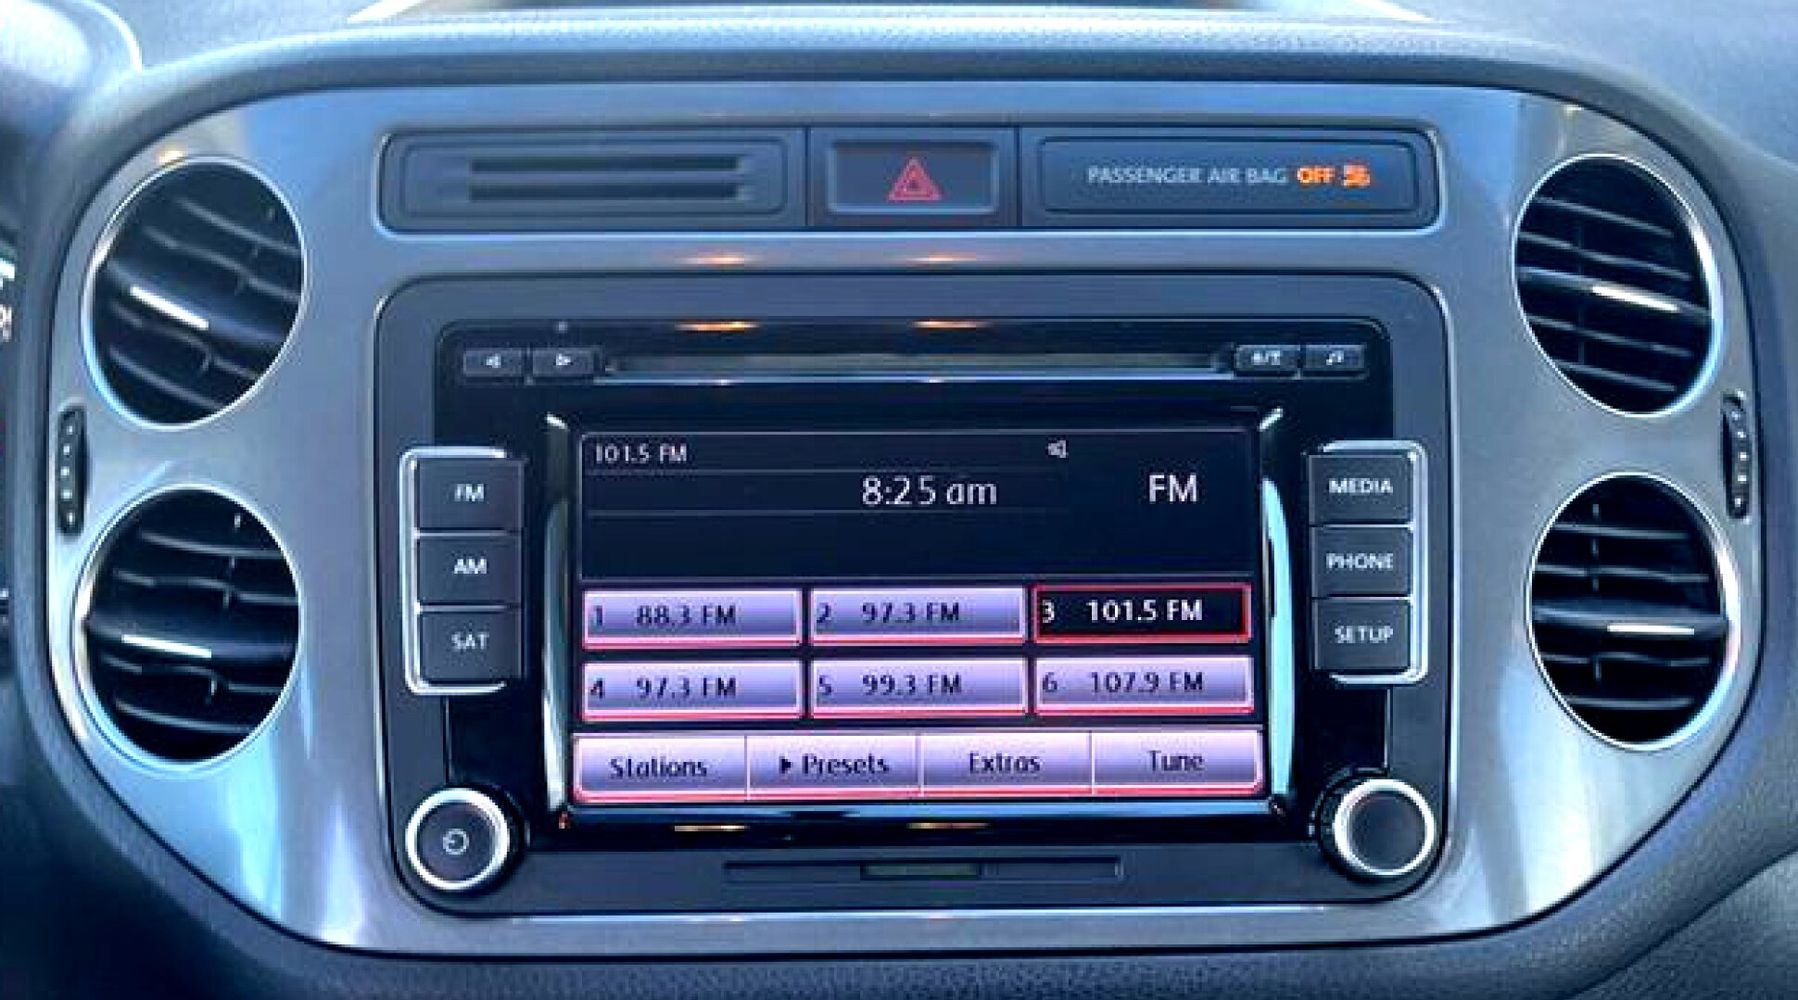 PASSENGER AIR BAG OFF
101.5 FM
8:25 am FM
FM
AM
SAT
MEDIA
PHONE
SETUP
1 88.3 FM 2 97.3 FM 3 101.5 FM
4 97.3 FM 5 99.3 FM 6 107.9 FM
Stations Presets Extras Tune